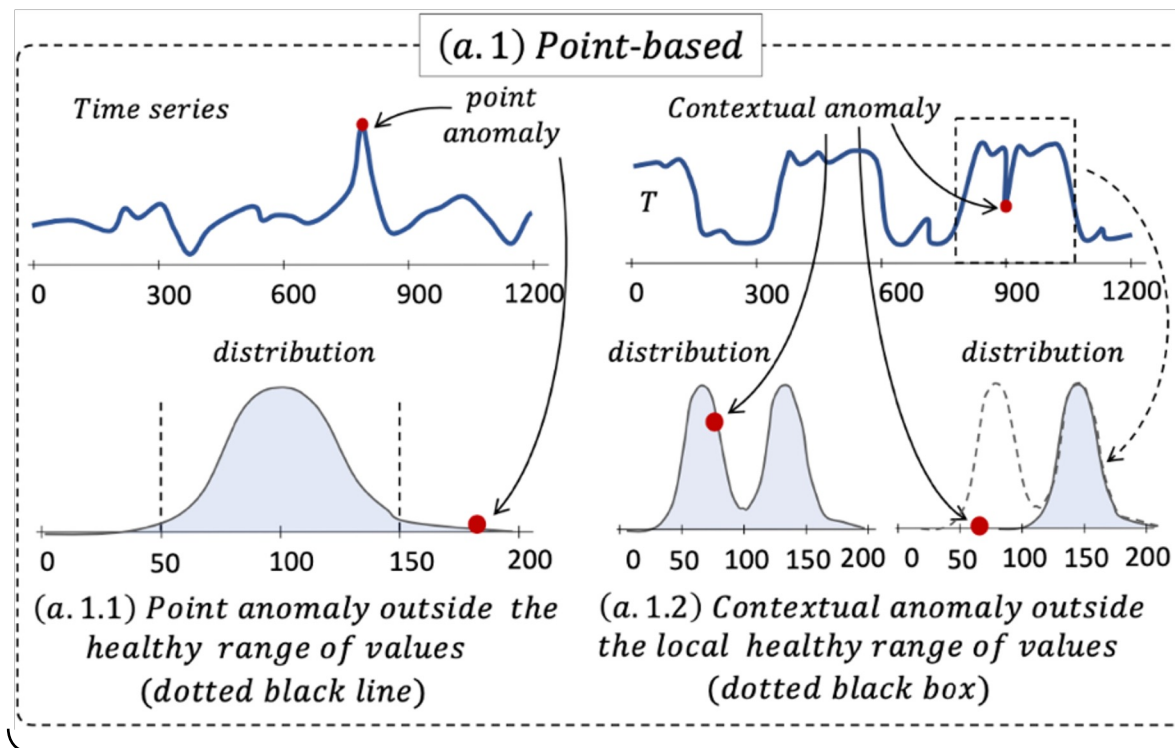 (a.1) Point-based
Time series
point
anomaly
0 300 600 900 1200
distribution
0 50 100 150 200
(a.1.1) Point anomaly outside the
healthy range of values
(dotted black line)
Contextual anomaly
T
0 300 600 900 1200
distribution
distribution
0 50 100 150 200
0 50 100 150 200
(a.1.2) Contextual anomaly outside
the local healthy range of values
(dotted black box)